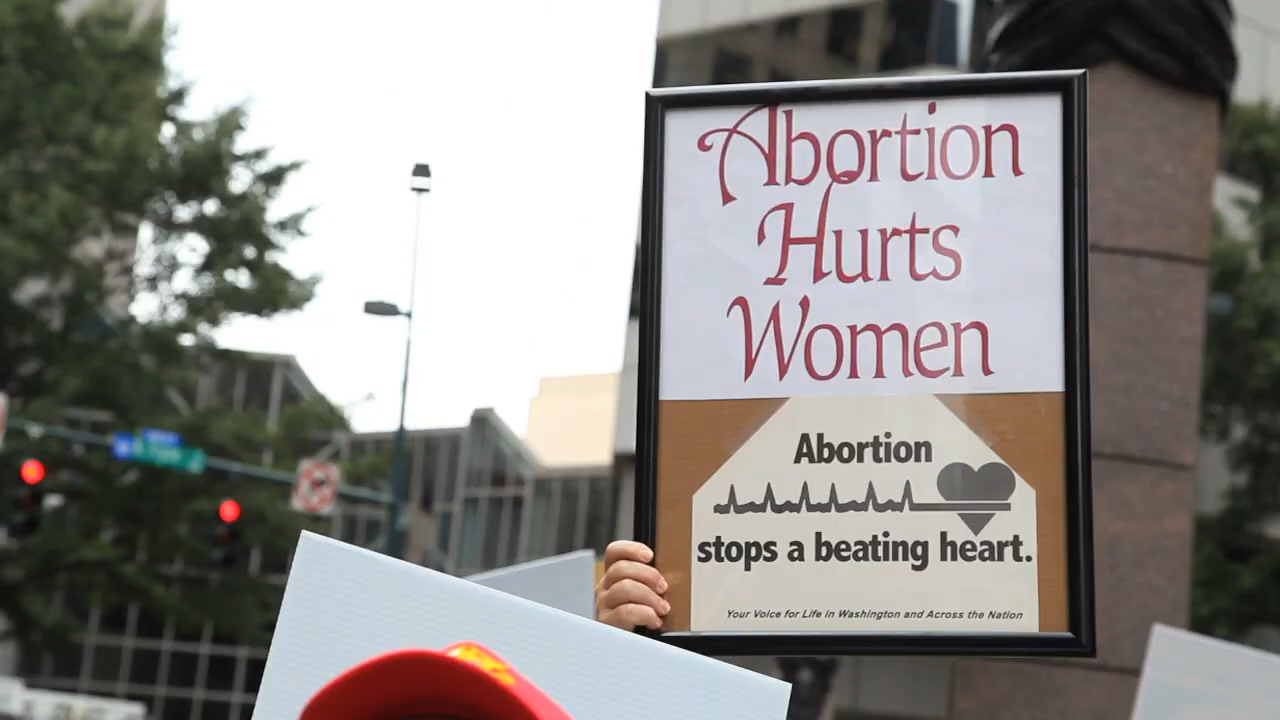 Abortion
Hurts
Women
Abortion
stops a beating heart.
Your Voice for Life in Washington and Across the Nation